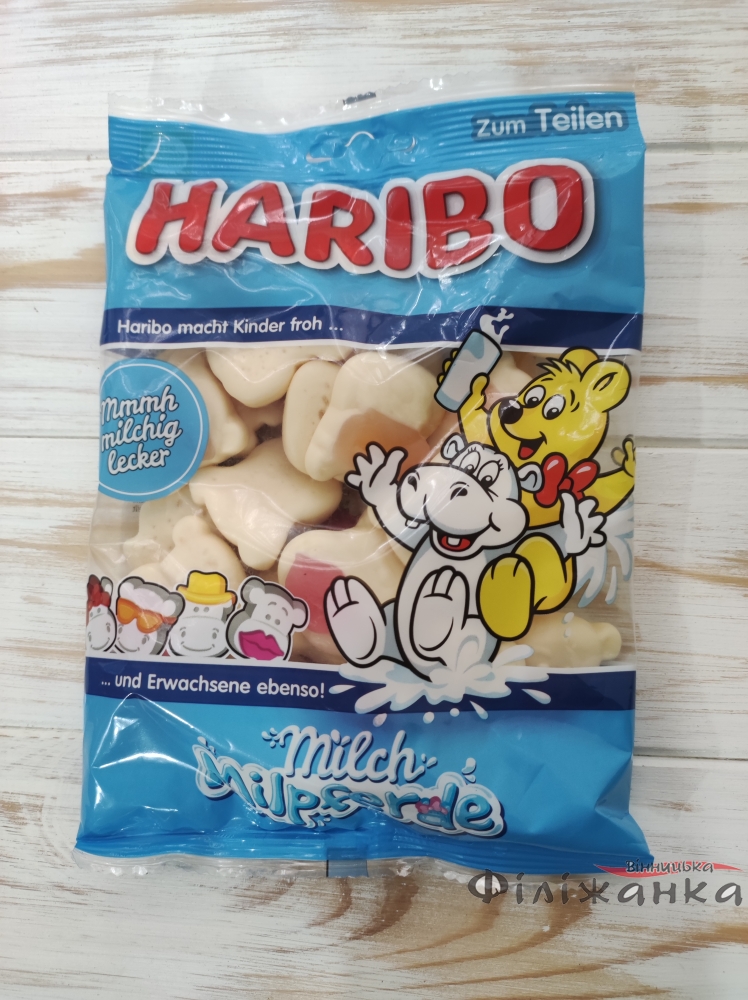 Zum Teilen
HARIBO
Haribo macht Kinder froh ...
Mmmh
milchig
lecker
... und Erwachsene ebenso!
Milch
Milpferde
Вінницька
Філіжанка